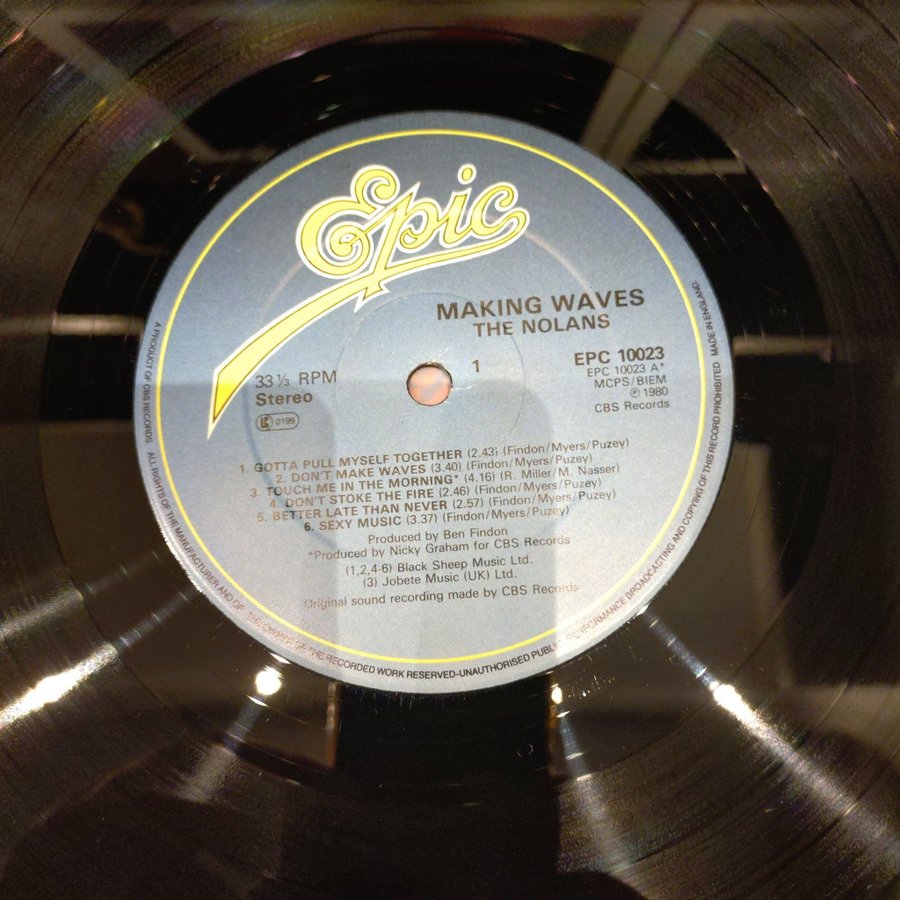 Epic
MAKING WAVES
THE NOLANS
33⅓ RPM
Stereo
LC 0199
1
EPC 10023
EPC 10023 A*
MCPS/BIEM
℗ 1980
CBS Records
1. GOTTA PULL MYSELF TOGETHER (2.43) (Findon/Myers/Puzey)
2. DON'T MAKE WAVES (3.40) (Findon/Myers/Puzey)
3. TOUCH ME IN THE MORNING* (4.16) (R. Miller/M. Nasser)
4. DON'T STOKE THE FIRE (2.46) (Findon/Myers/Puzey)
5. BETTER LATE THAN NEVER (2.57) (Findon/Myers/Puzey)
6. SEXY MUSIC (3.37) (Findon/Myers/Puzey)
Produced by Ben Findon
*Produced by Nicky Graham for CBS Records
(1,2,4-6) Black Sheep Music Ltd.
(3) Jobete Music (UK) Ltd.
Original sound recording made by CBS Records
A PRODUCT OF CBS RECORDS. ALL RIGHTS OF THE MANUFACTURER AND OF THE OWNER OF THE RECORDED WORK RESERVED-UNAUTHORISED PUBLIC PERFORMANCE BROADCASTING AND COPYING OF THIS RECORD PROHIBITED MADE IN ENGLAND